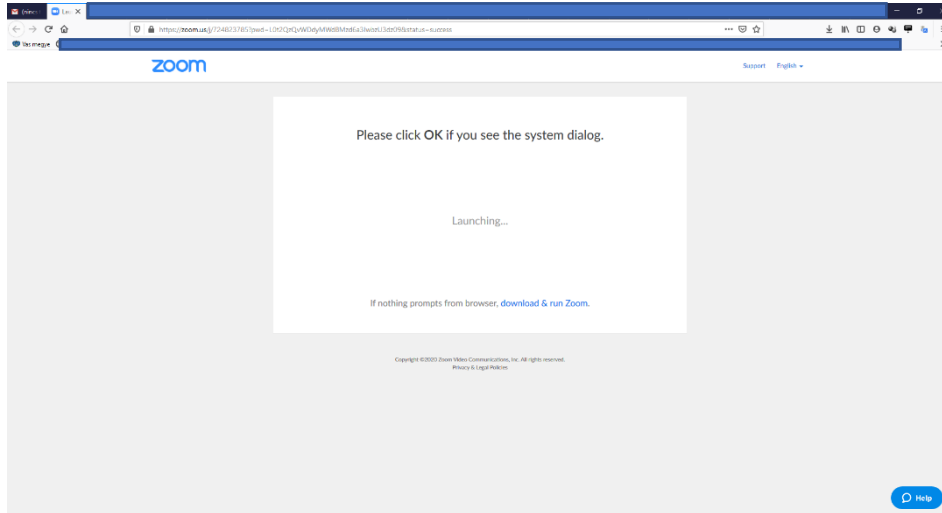 zoom
Support English
Please click OK if you see the system dialog.
Launching...
If nothing prompts from browser, download & run Zoom.
Copyright ©2020 Zoom Video Communications, Inc. All rights reserved.
Privacy & Legal Policies
Help